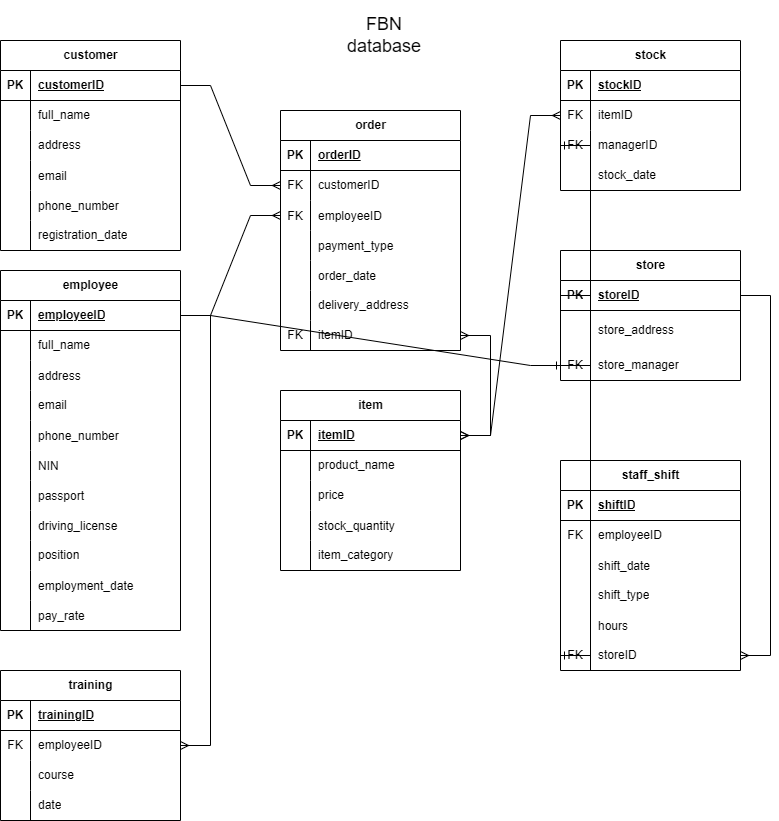 FBN
database
customer
PK customerID
full_name
address
email
phone_number
registration_date
employee
PK employeeID
full_name
address
email
phone_number
NIN
passport
driving_license
position
employment_date
pay_rate
training
PK trainingID
FK employeeID
course
date
order
PK orderID
FK customerID
FK employeeID
payment_type
order_date
delivery_address
FK itemID
item
PK itemID
product_name
price
stock_quantity
item_category
stock
PK stockID
FK itemID
FK managerID
stock_date
store
PK storeID
store_address
FK store_manager
staff_shift
PK shiftID
FK employeeID
shift_date
shift_type
hours
FK storeID